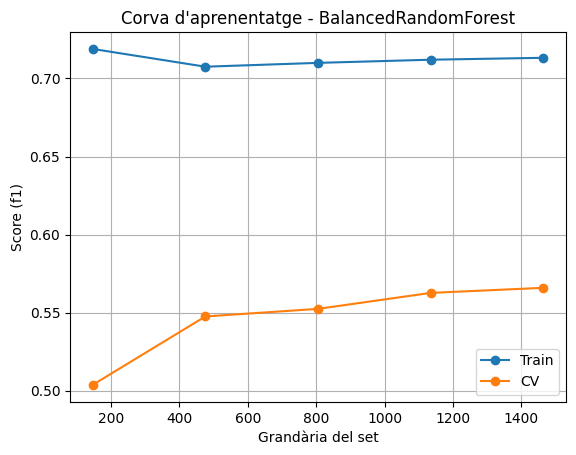 Corva d'aprenentatge - BalancedRandomForest
Score (f1)
0.70
0.65
0.60
0.55
0.50
Train
CV
200 400 600 800 1000 1200 1400
Grandària del set